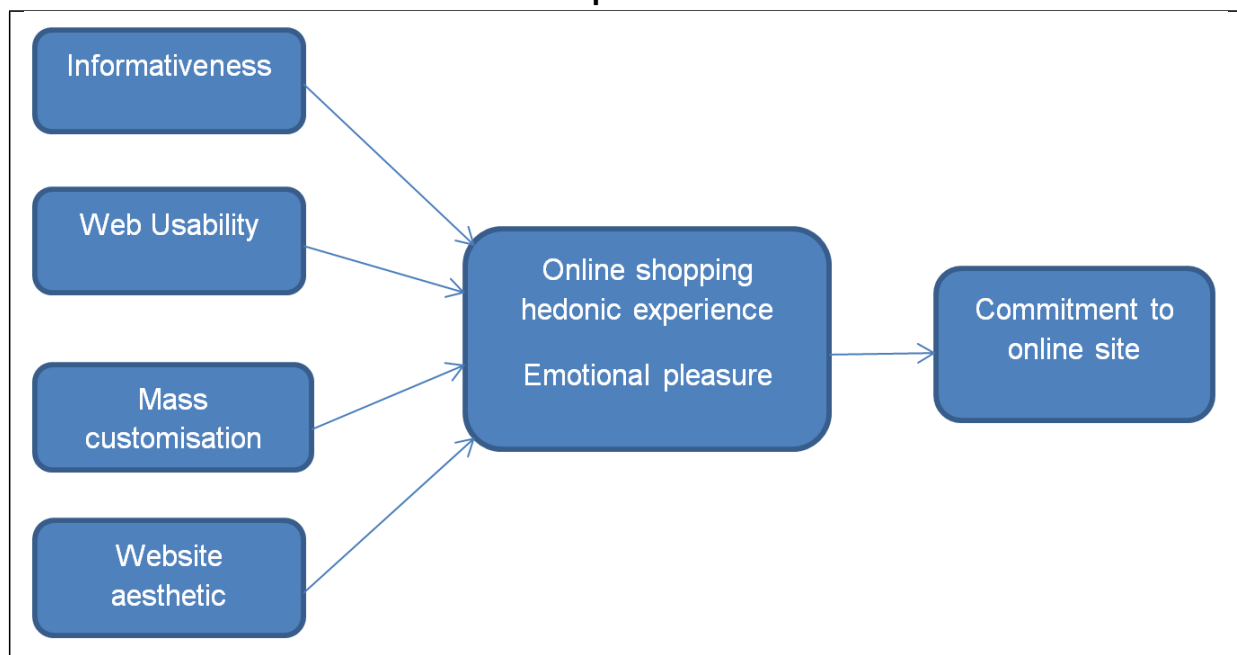 Informativeness
Web Usability
Mass
customisation
Website
aesthetic
Online shopping
hedonic experience
Emotional pleasure
Commitment to
online site